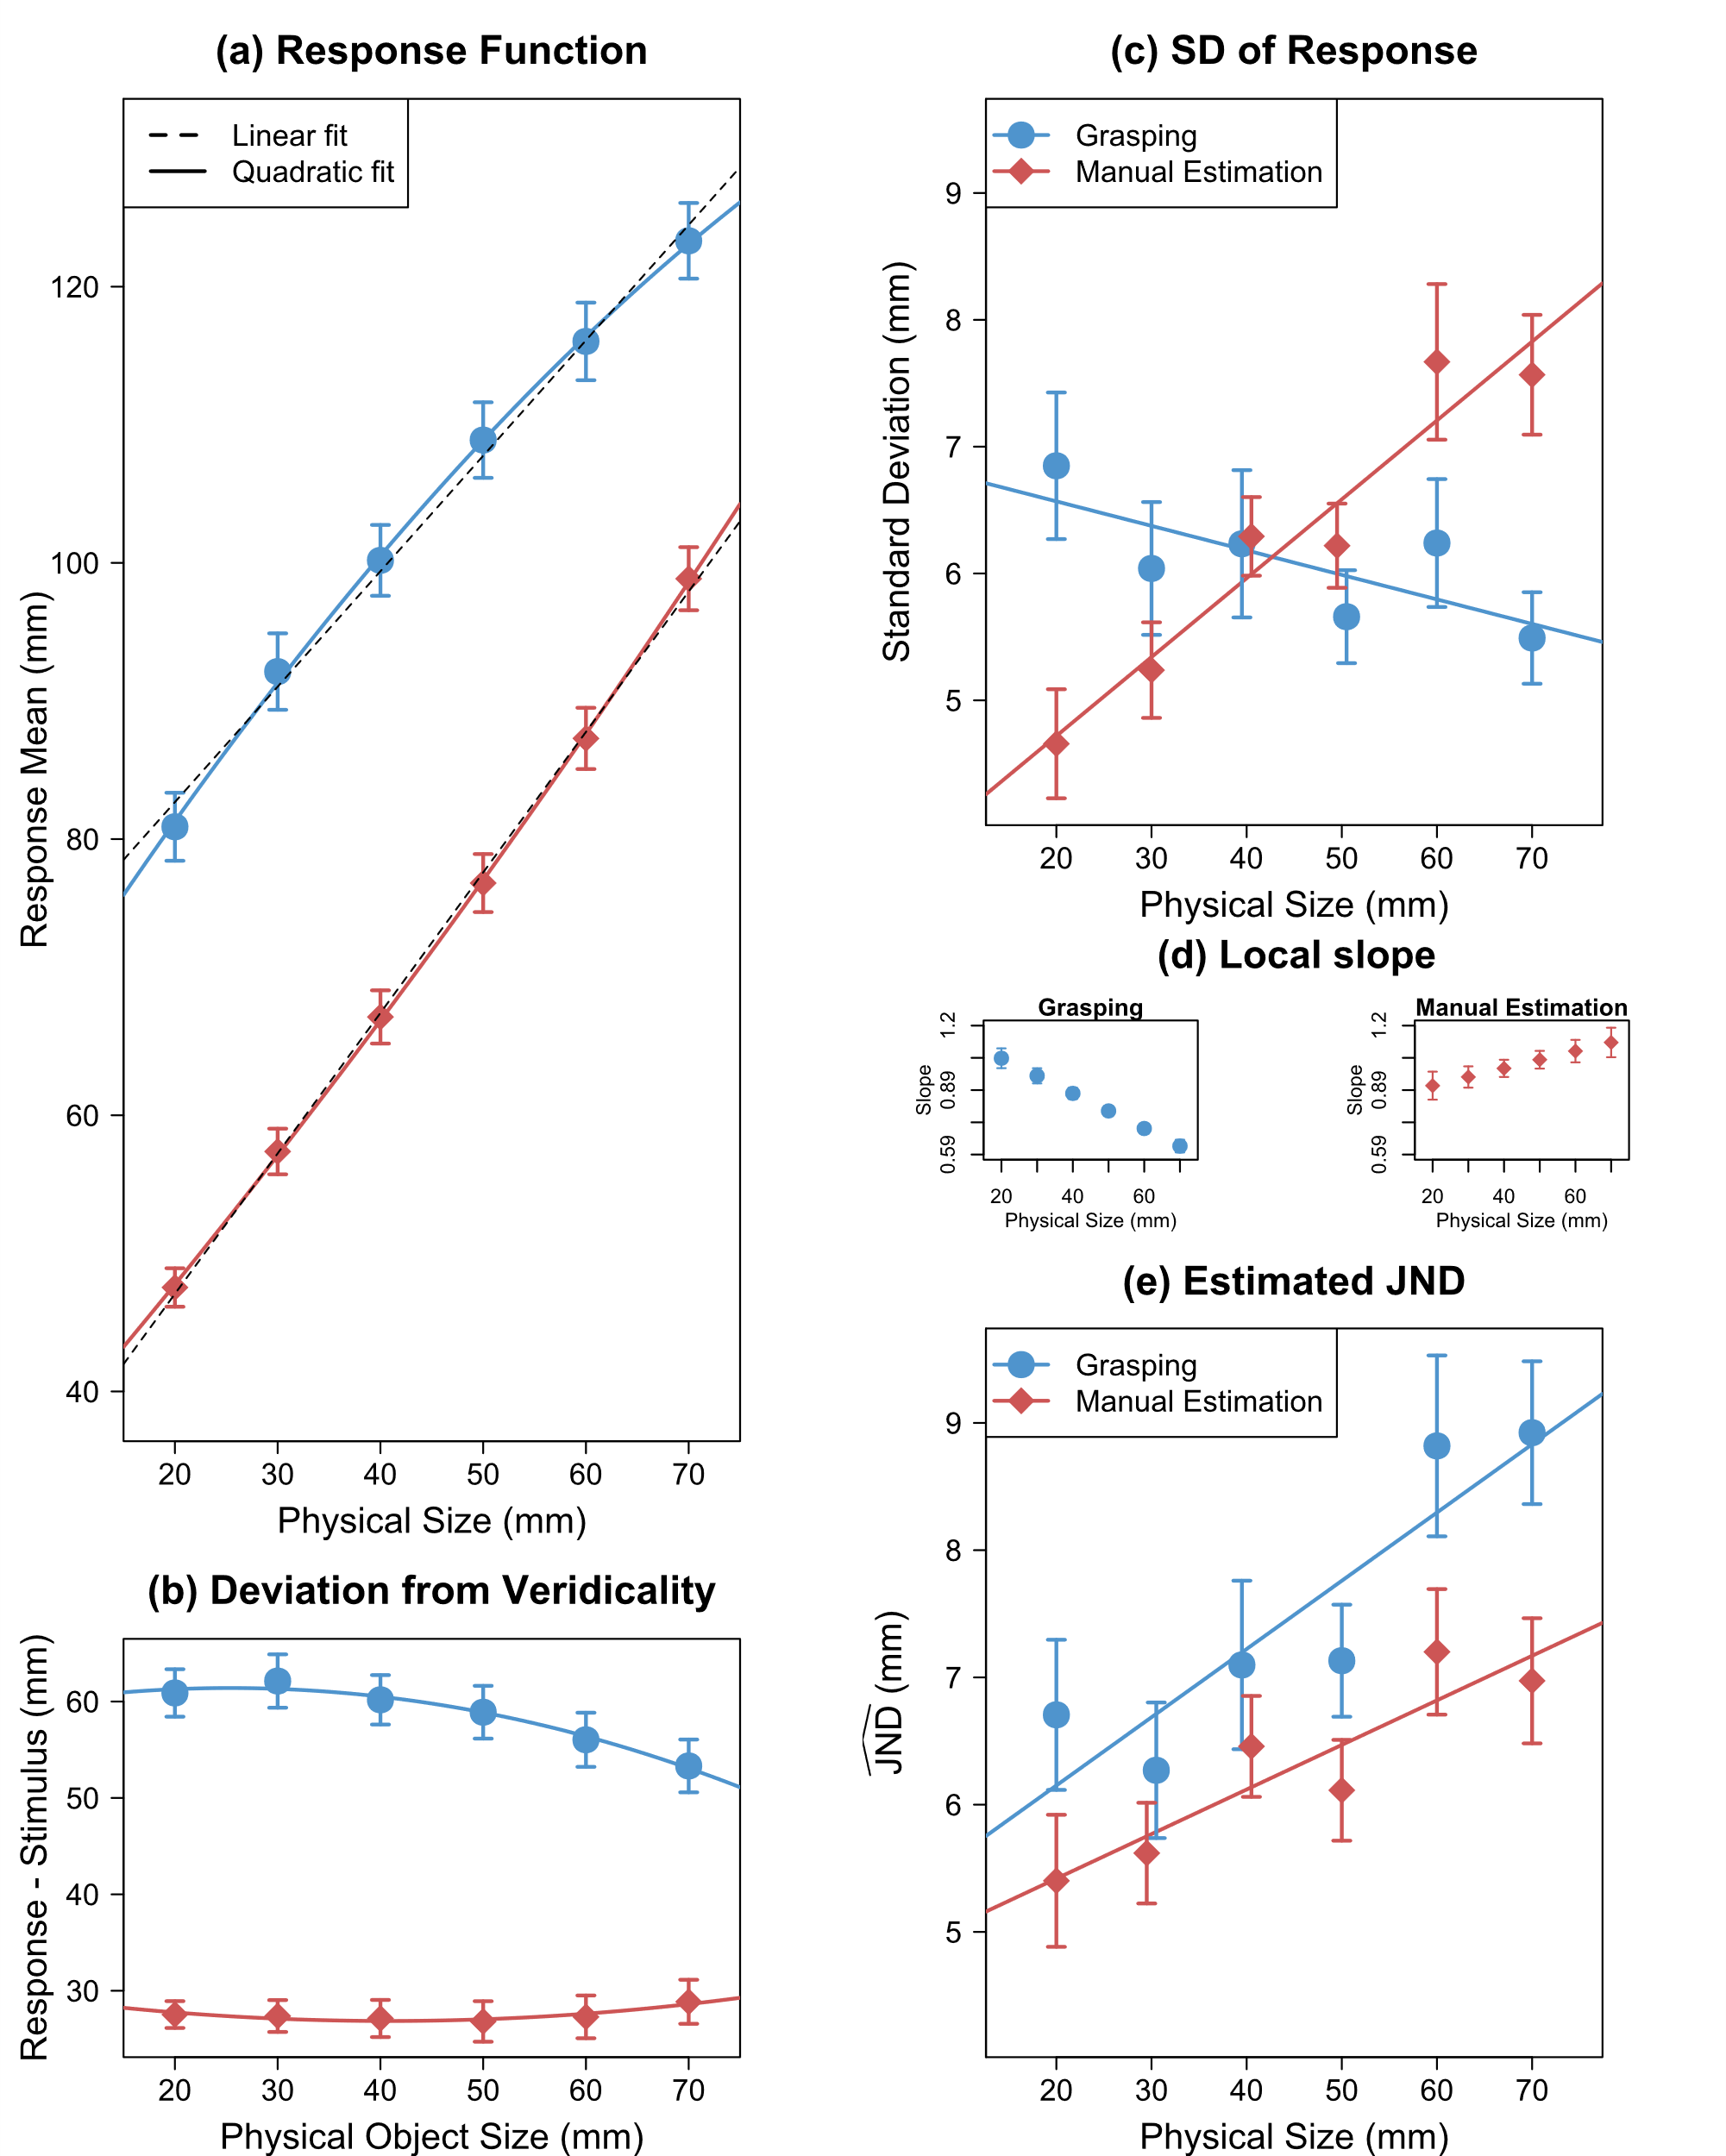 (a) Response Function
Linear fit
Quadratic fit
Response Mean (mm)
120
100
80
60
40
20 30 40 50 60 70
Physical Size (mm)
(b) Deviation from Veridicality
Response - Stimulus (mm)
60
50
40
30
20 30 40 50 60 70
Physical Object Size (mm)
(c) SD of Response
Grasping
Manual Estimation
Standard Deviation (mm)
9
8
7
6
5
20 30 40 50 60 70
Physical Size (mm)
(d) Local slope
Grasping
Slope
1.2
0.89
0.59
20 40 60
Physical Size (mm)
Manual Estimation
Slope
1.2
0.89
0.59
20 40 60
Physical Size (mm)
(e) Estimated JND
Grasping
Manual Estimation
JND (mm)
9
8
7
6
5
20 30 40 50 60 70
Physical Size (mm)